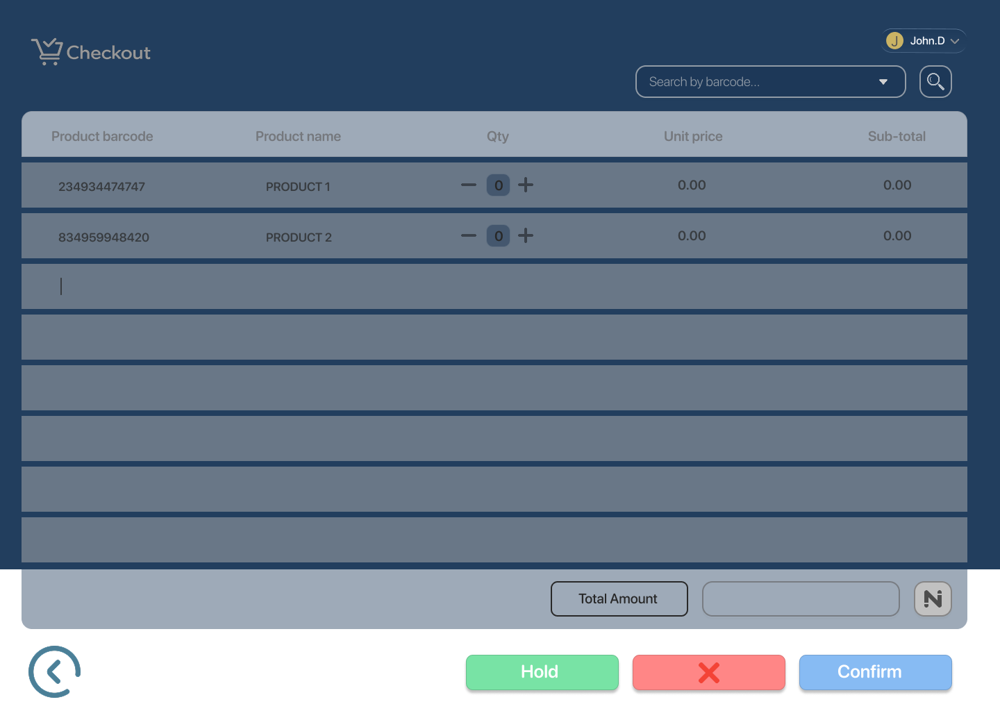 Checkout
J John.D
Search by barcode...
Product barcode Product name Qty Unit price Sub-total
234934474747 PRODUCT 1 0 0.00 0.00
834959948420 PRODUCT 2 0 0.00 0.00
Total Amount
Hold Confirm